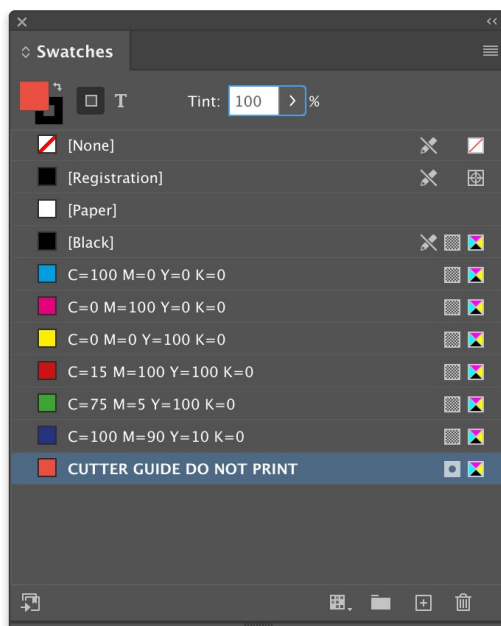 Swatches
T Tint: 100 %
[None]
[Registration]
[Paper]
[Black]
C=100 M=0 Y=0 K=0
C=0 M=100 Y=0 K=0
C=0 M=0 Y=100 K=0
C=15 M=100 Y=100 K=0
C=75 M=5 Y=100 K=0
C=100 M=90 Y=10 K=0
CUTTER GUIDE DO NOT PRINT